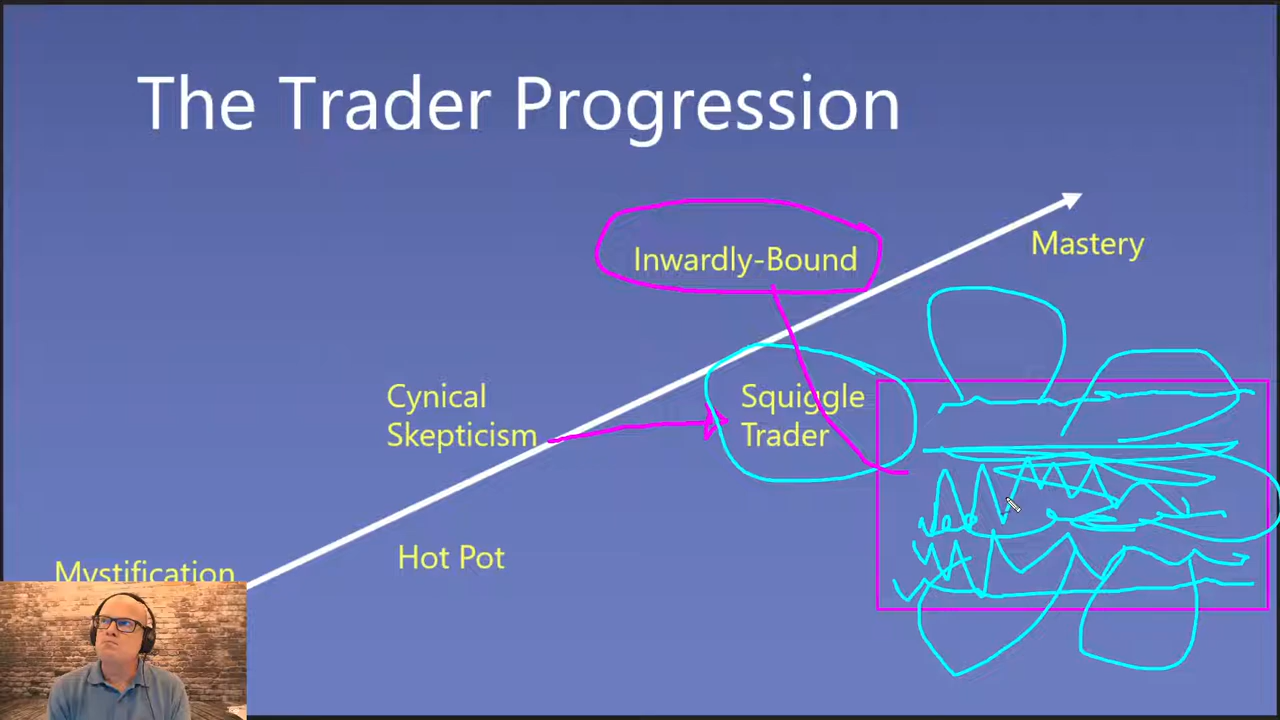 The Trader Progression
Inwardly-Bound
Mastery
Cynical
Skepticism
Squiggle
Trader
Hot Pot
Mystification